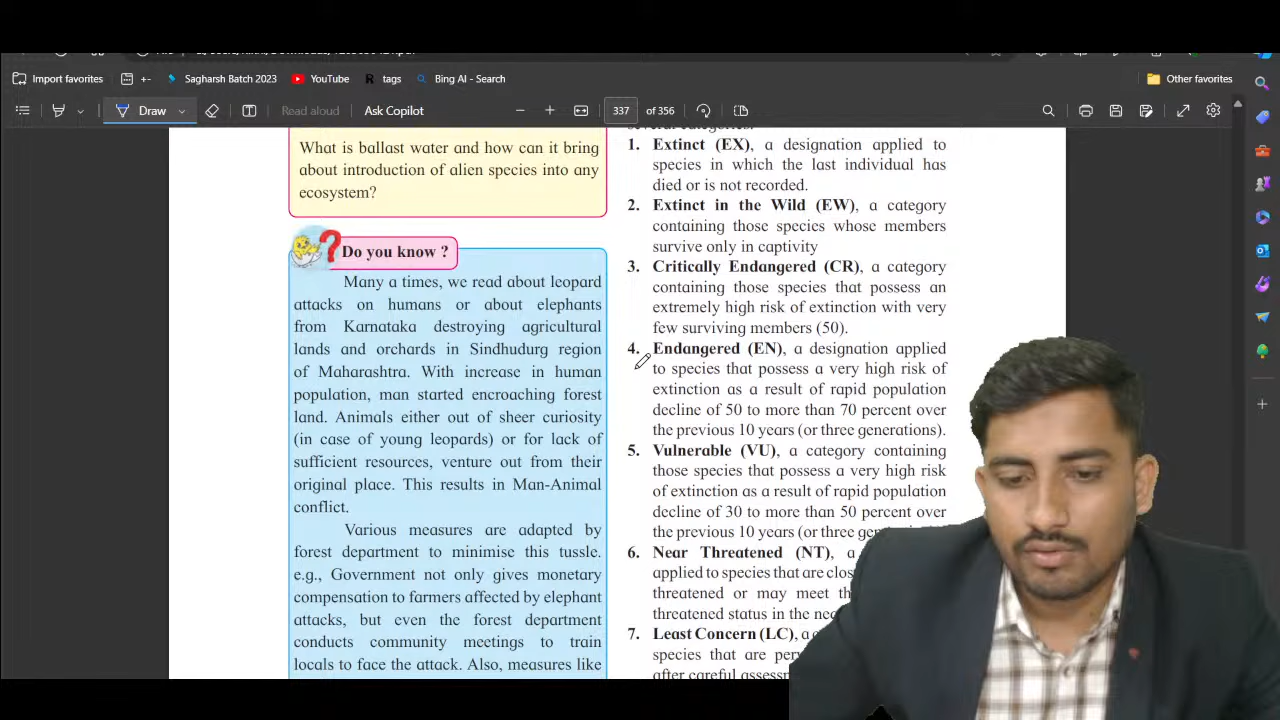 Import favorites
+-
Sagharsh Batch 2023
YouTube
R tags
Bing AI - Search
Other favorites
Draw
Read aloud
Ask Copilot
337 of 356
What is ballast water and how can it bring
about introduction of alien species into any
ecosystem?
Do you know ?
Many a times, we read about leopard
attacks on humans or about elephants
from Karnataka destroying agricultural
lands and orchards in Sindhudurg region
of Maharashtra. With increase in human
population, man started encroaching forest
land. Animals either out of sheer curiosity
(in case of young leopards) or for lack of
sufficient resources, venture out from their
original place. This results in Man-Animal
conflict.
Various measures are adapted by
forest department to minimise this tussle.
e.g., Government not only gives monetary
compensation to farmers affected by elephant
attacks, but even the forest department
conducts community meetings to train
locals to face the attack. Also, measures like
several categories.
1. Extinct (EX), a designation applied to
species in which the last individual has
died or is not recorded.
2. Extinct in the Wild (EW), a category
containing those species whose members
survive only in captivity
3. Critically Endangered (CR), a category
containing those species that possess an
extremely high risk of extinction with very
few surviving members (50).
4. Endangered (EN), a designation applied
to species that possess a very high risk of
extinction as a result of rapid population
decline of 50 to more than 70 percent over
the previous 10 years (or three generations).
5. Vulnerable (VU), a category containing
those species that possess a very high risk
of extinction as a result of rapid population
decline of 30 to more than 50 percent over
the previous 10 years (or three
6. Near Threatened (NT), a
applied to species that are
threatened or may meet
threatened status in the
7. Least Concern (LC), a
species that are
after careful